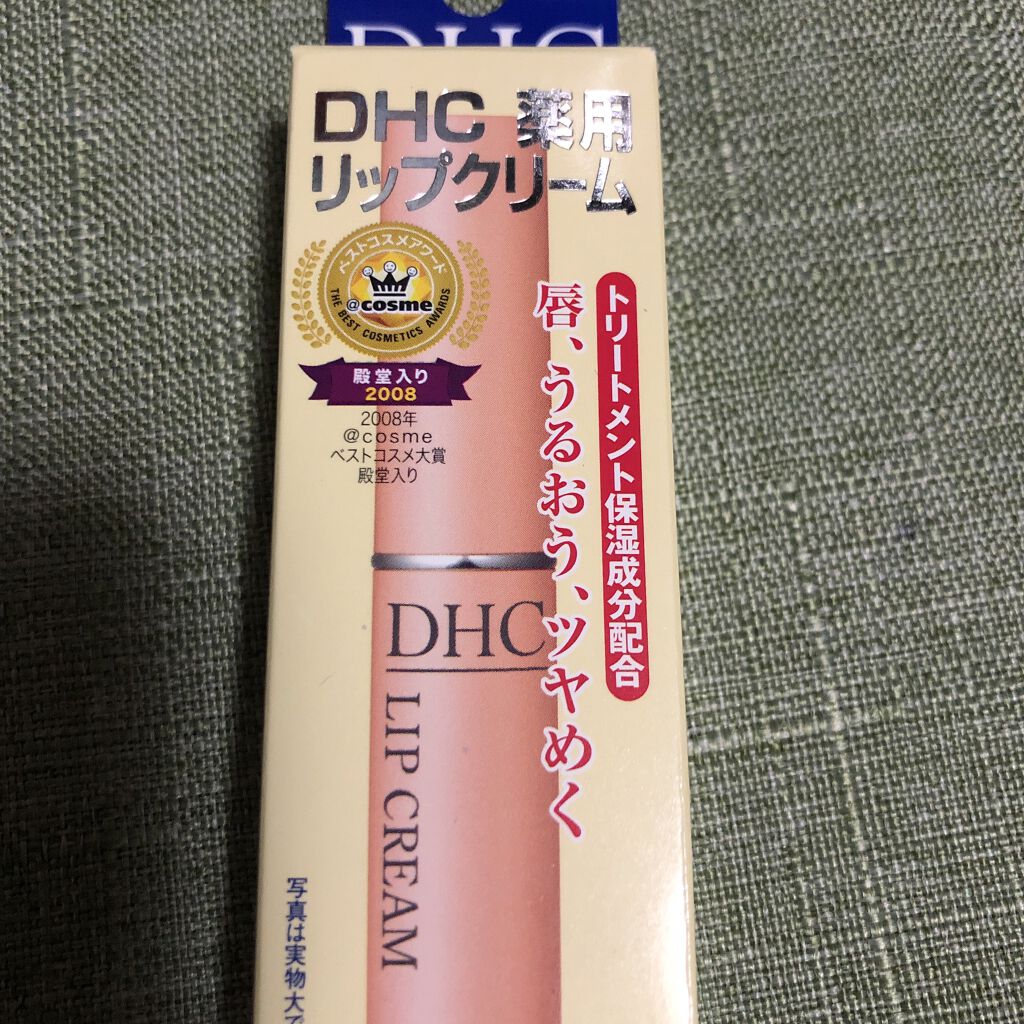 DHC
DHC 薬用
リップクリーム
ベストコスメアワード
@cosme
THE BEST COSMETICS AWARDS
殿堂入り
2008
2008年
@cosme
ベストコスメ大賞
殿堂入り
トリートメント保湿成分配合
唇、うるおう、ツヤめく
DHC
LIP CREAM
写真は実物大で